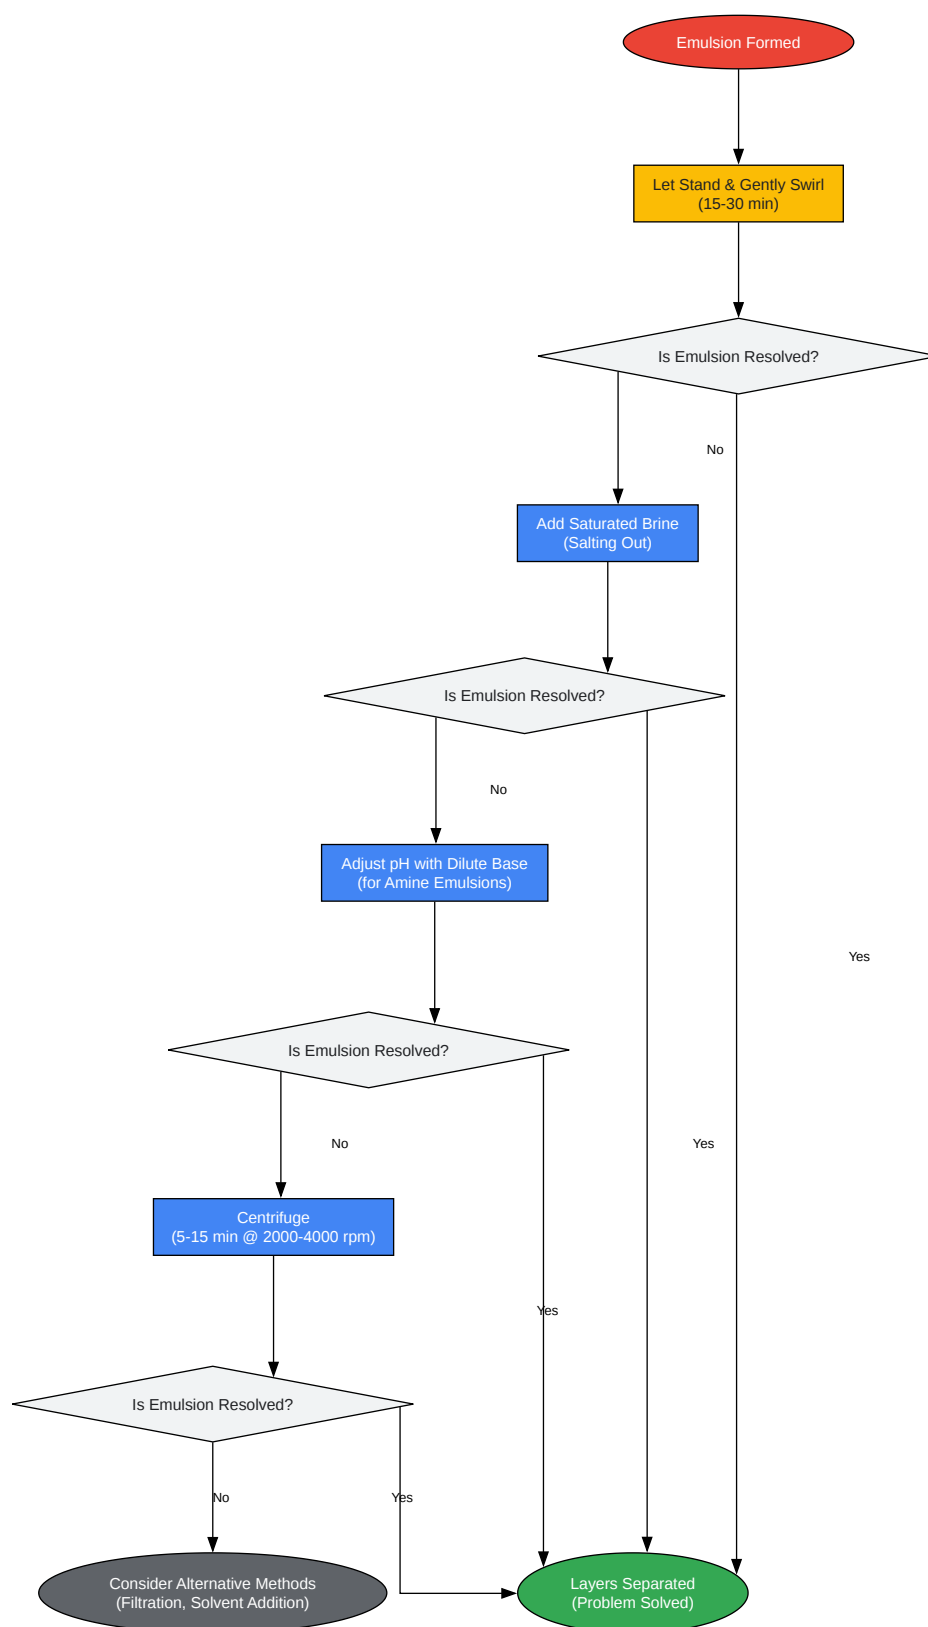 Emulsion Formed
Let Stand & Gently Swirl
(15-30 min)
Is Emulsion Resolved?
No
Add Saturated Brine
(Salting Out)
Is Emulsion Resolved?
No
Adjust pH with Dilute Base
(for Amine Emulsions)
Yes
Is Emulsion Resolved?
No
Yes
Centrifuge
(5-15 min @ 2000-4000 rpm)
Yes
Is Emulsion Resolved?
No
Yes
Consider Alternative Methods
(Filtration, Solvent Addition)
Layers Separated
(Problem Solved)